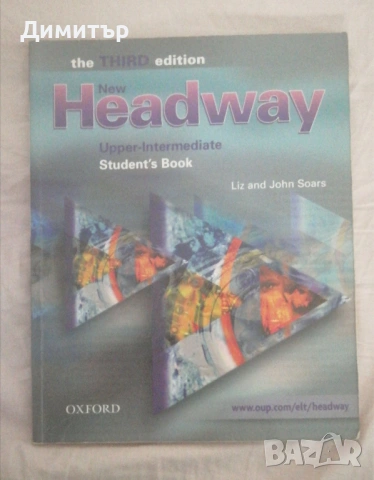 Димитър
the THIRD edition
New
Headway
Upper-Intermediate
Student's Book
Liz and John Soars
OXFORD
www.oup.com/elt/headway
BAZAR